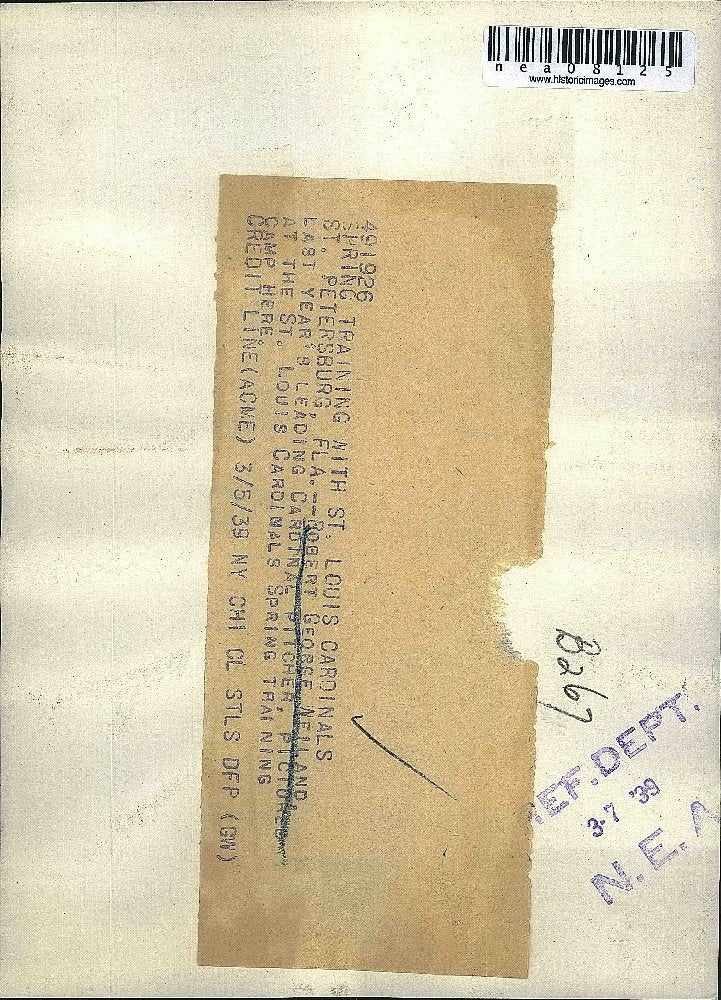 nea08125
www.historicimages.com
491926
SPRING TRAINING WITH ST. LOUIS CARDINALS
ST. PETERSBURG, FLA.--ROBERT GEORGE WEILAND,
LAST YEAR'S LEADING CARDINAL PITCHER, PICTURED
AT THE ST. LOUIS CARDINALS SPRING TRAINING
CAMP HERE.
CREDIT LINE(ACME) 3/5/39 NY CHI CL STLS DFP (GW)
B267
EF. DEPT.
3-7 '39
N. E. A